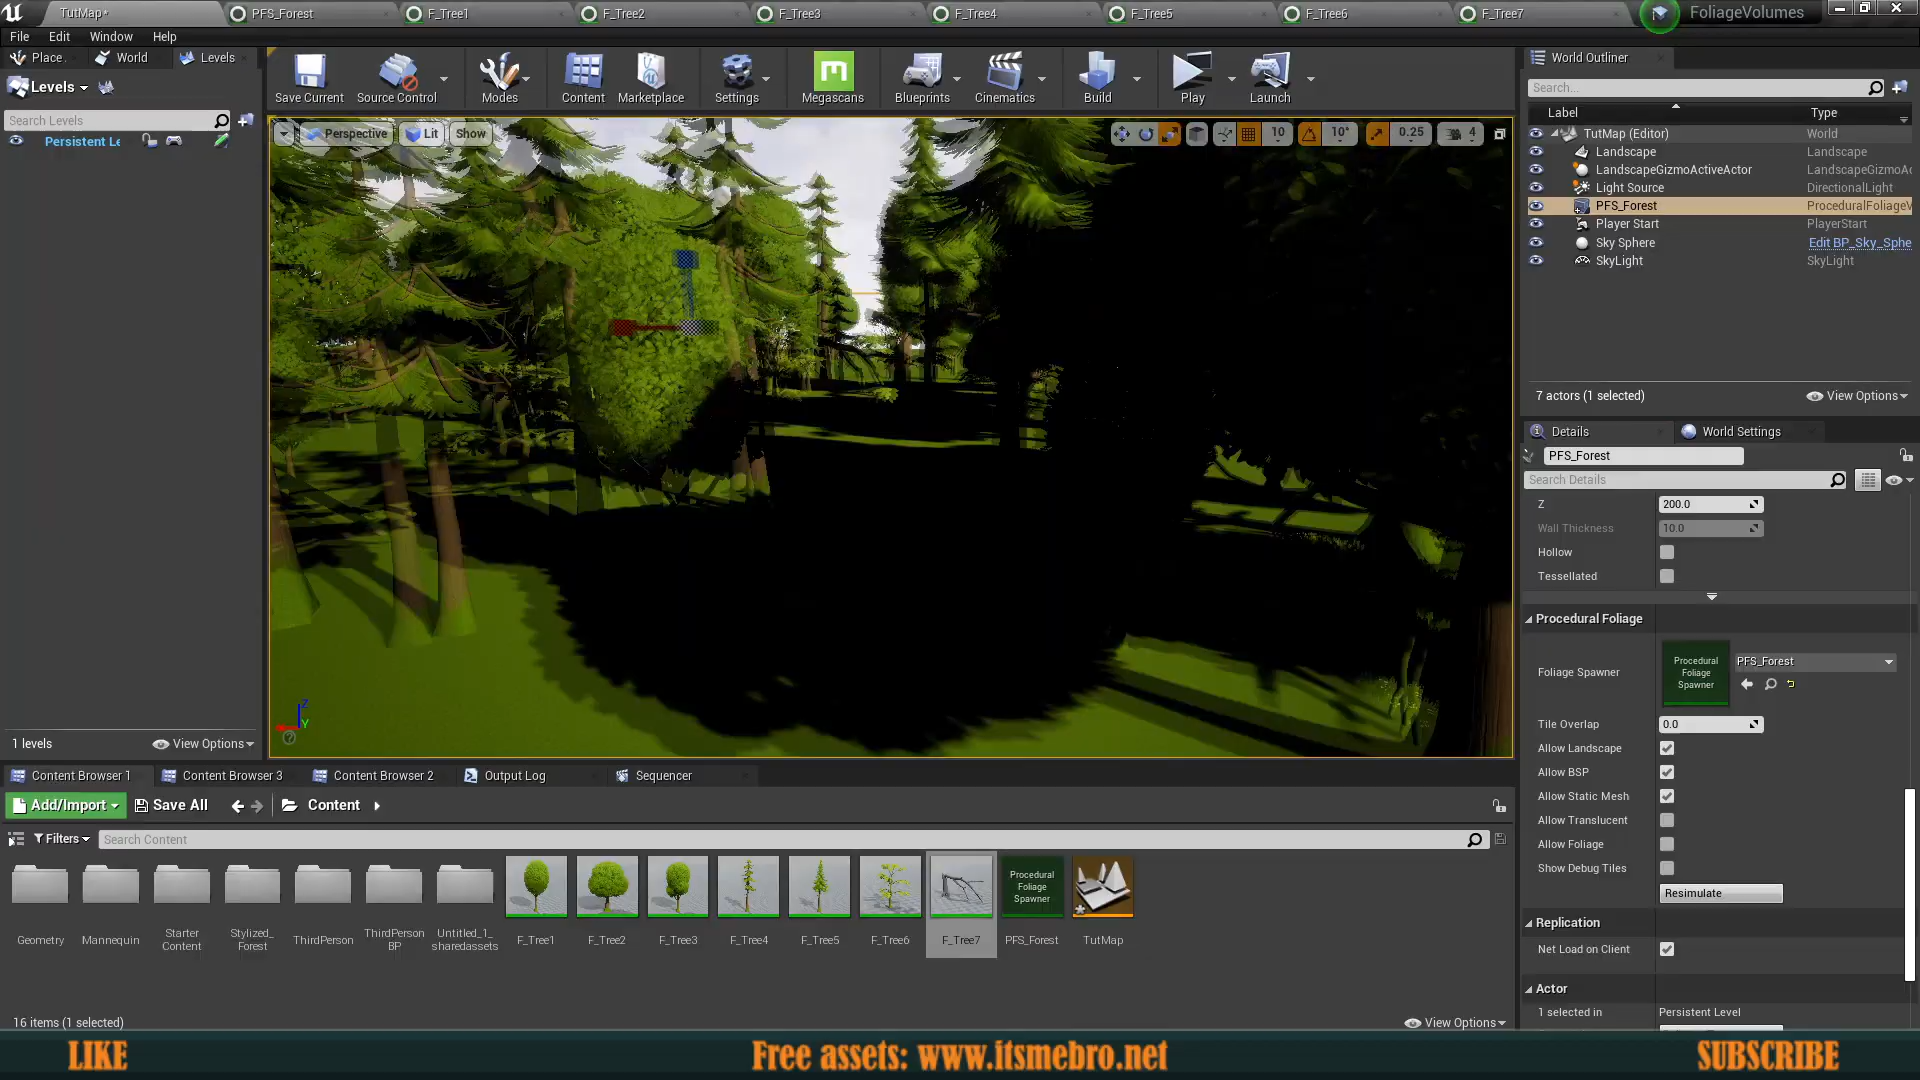 TutMap*
PFS_Forest
F_Tree1
F_Tree2
F_Tree3
F_Tree4
F_Tree5
F_Tree6
F_Tree7
FoliageVolumes
File
Edit
Window
Help
Place
World
Levels
Levels
Search Levels
Persistent Le
1 levels
View Options
Save Current
Source Control
Modes
Content
Marketplace
Settings
Megascans
Blueprints
Cinematics
Build
Play
Launch
Perspective
Lit
Show
10
10°
0.25
4
World Outliner
Search...
Label
Type
TutMap (Editor)
World
Landscape
Landscape
LandscapeGizmoActiveActor
LandscapeGizmoAc
Light Source
DirectionalLight
PFS_Forest
ProceduralFoliageV
Player Start
PlayerStart
Sky Sphere
Edit BP_Sky_Sphe
SkyLight
SkyLight
7 actors (1 selected)
View Options
Details
World Settings
PFS_Forest
Search Details
Z
200.0
Wall Thickness
10.0
Hollow
Tessellated
Procedural Foliage
Foliage Spawner
Procedural
Foliage
Spawner
PFS_Forest
Tile Overlap
0.0
Allow Landscape
Allow BSP
Allow Static Mesh
Allow Translucent
Allow Foliage
Show Debug Tiles
Resimulate
Replication
Net Load on Client
Actor
1 selected in
Persistent Level
Content Browser 1
Content Browser 3
Content Browser 2
Output Log
Sequencer
Add/Import
Save All
Content
Filters
Search Content
Geometry
Mannequin
Starter
Content
Stylized_
Forest
ThirdPerson
ThirdPerson
BP
Untitled_1_
sharedassets
F_Tree1
F_Tree2
F_Tree3
F_Tree4
F_Tree5
F_Tree6
F_Tree7
Procedural
Foliage
Spawner
PFS_Forest
TutMap
16 items (1 selected)
View Options
LIKE
Free assets: www.itsmebro.net
SUBSCRIBE